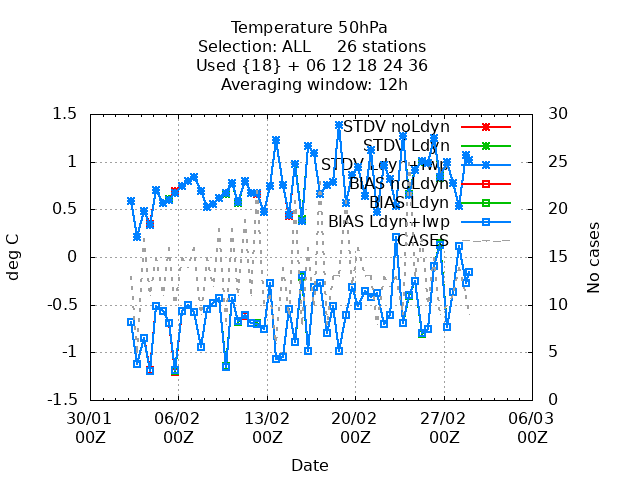 Temperature 50hPa
Selection: ALL     26 stations
Used {18} + 06 12 18 24 36
Averaging window: 12h
1.5
1
0.5
0
-0.5
-1
-1.5
deg C
30
25
20
15
10
5
0
No cases
STDV noLdyn
STDV Ldyn
STDV Ldyn+lwp
BIAS noLdyn
BIAS Ldyn
BIAS Ldyn+lwp
CASES
30/01 06/02 13/02 20/02 27/02 06/03
00Z 00Z 00Z 00Z 00Z 00Z
Date